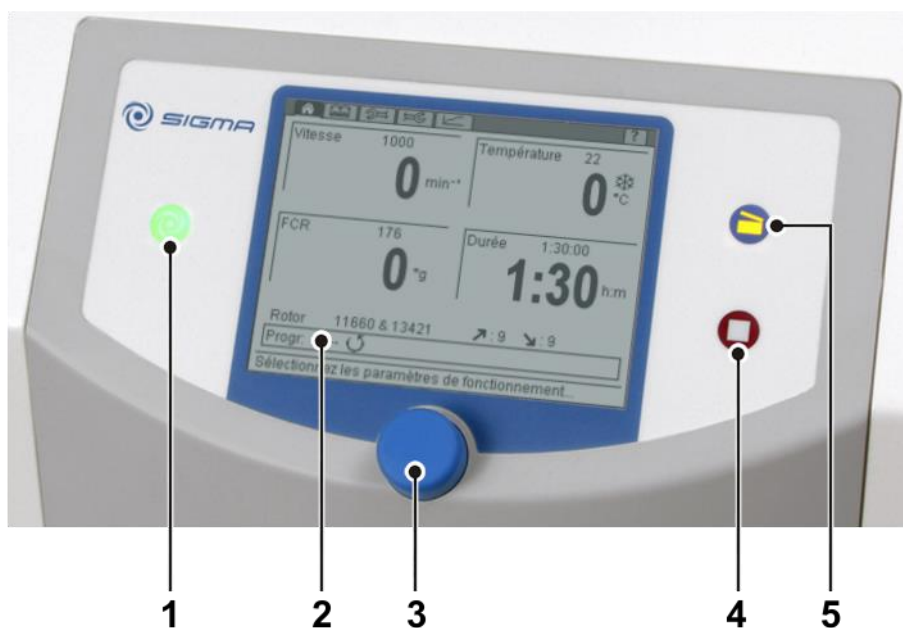 SIGMA
?
Vitesse 1000
0 min⁻¹
Température 22
0 °C
FCR 176
0 *g
Durée 1:30:00
1:30 h:m
Rotor 11660 & 13421 : 9 : 9
Progr:
Sélectionnez les paramètres de fonctionnement...
1 2 3 4 5